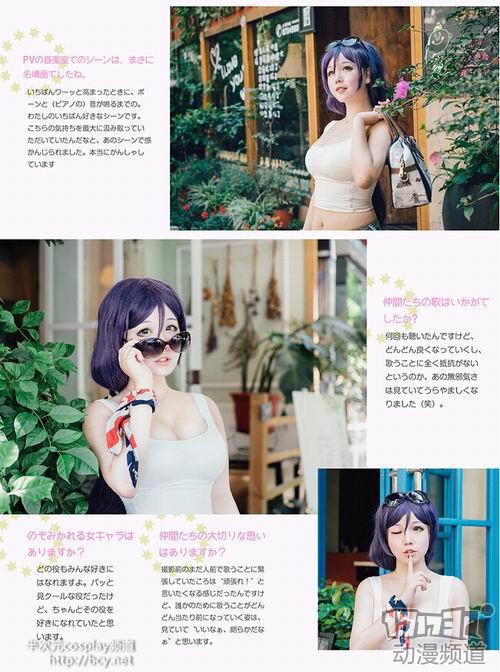 PVの音楽室でのシーンは、まさに
名場面でしたね。
いちばんワーッと高まったときに、ポ
ーンと（ピアノの）音が鳴るまでの。
わたしのいちばん好きなシーンです。
こちらの気持ちを最大に汲み取ってい
ただいていたんだなと、あのシーンで感
かんじられました。本当にかんしゃし
ています
仲間たちの歌はいかがで
したか？
何回も聴いたんですけど、
どんどん良くなっていくし、
歌うことに全く抵抗がない
というのか、あの無邪気さ
は見ていてうらやましくな
りました（笑）。
のぞみかれる女キャラは
ありますか？
どの役もみんな好きに
はなれますよ。パッと
見クールな役だったけ
ど、ちゃんとその役を
好きになれていたと思
います。
仲間たちの大切りな思い
はありますか？
撮影前のまだ人前で歌うことに
緊張していたころは“頑張れ！”と
言いたくなる感じだったんですけ
ど、誰かのために歌うことがどん
どん当たり前になっていく姿は、
見ていて“いいなぁ、朗らかだな
ぁ”と思います。
半次元cosplay频道
http://bcy.net
动漫频道